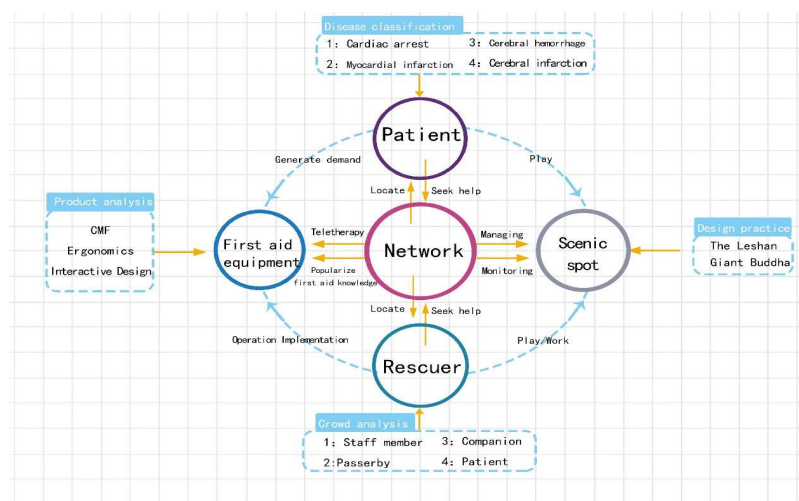 Disease classification
1: Cardiac arrest
3: Cerebral hemorrhage
2: Myocardial infarction
4: Cerebral infarction
Patient
Generate demand
Play
Locate
Seek help
Product analysis
CMF
Ergonomics
Interactive Design
First aid
equipment
Teletherapy
Popularize
first aid knowledge
Network
Managing
Monitoring
Scenic
spot
Design practice
The Leshan
Giant Buddha
Locate
Seek help
Operation Implementation
Play/Work
Rescuer
Crowd analysis
1: Staff member
3: Companion
2:Passerby
4: Patient